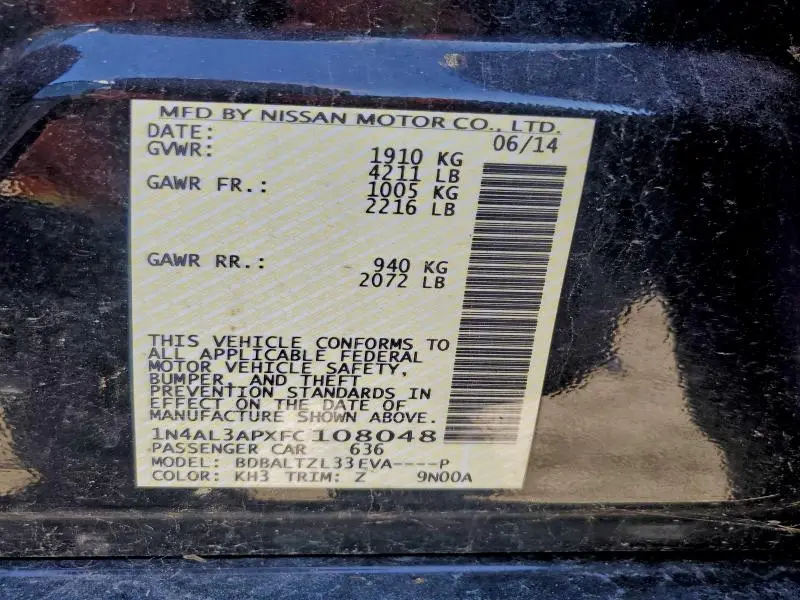 MFD BY NISSAN MOTOR CO., LTD.
DATE: 06/14
GVWR: 1910 KG
4211 LB
GAWR FR.: 1005 KG
2216 LB
GAWR RR.: 940 KG
2072 LB
THIS VEHICLE CONFORMS TO
ALL APPLICABLE FEDERAL
MOTOR VEHICLE SAFETY,
BUMPER, AND THEFT
PREVENTION STANDARDS IN
EFFECT ON THE DATE OF
MANUFACTURE SHOWN ABOVE.
1N4AL3APXFC108048
PASSENGER CAR 636
MODEL: BDBALTZL33EVA----P
COLOR: KH3 TRIM: Z 9N00A